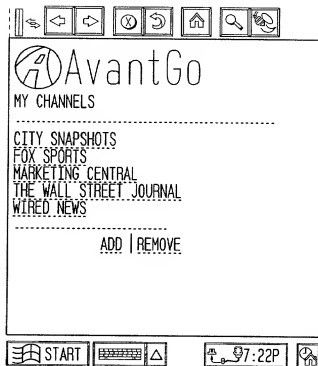 AvantGo
MY CHANNELS
CITY SNAPSHOTS
FOX SPORTS
MARKETING CENTRAL
THE WALL STREET JOURNAL
WIRED NEWS
ADD | REMOVE
START 7:22P